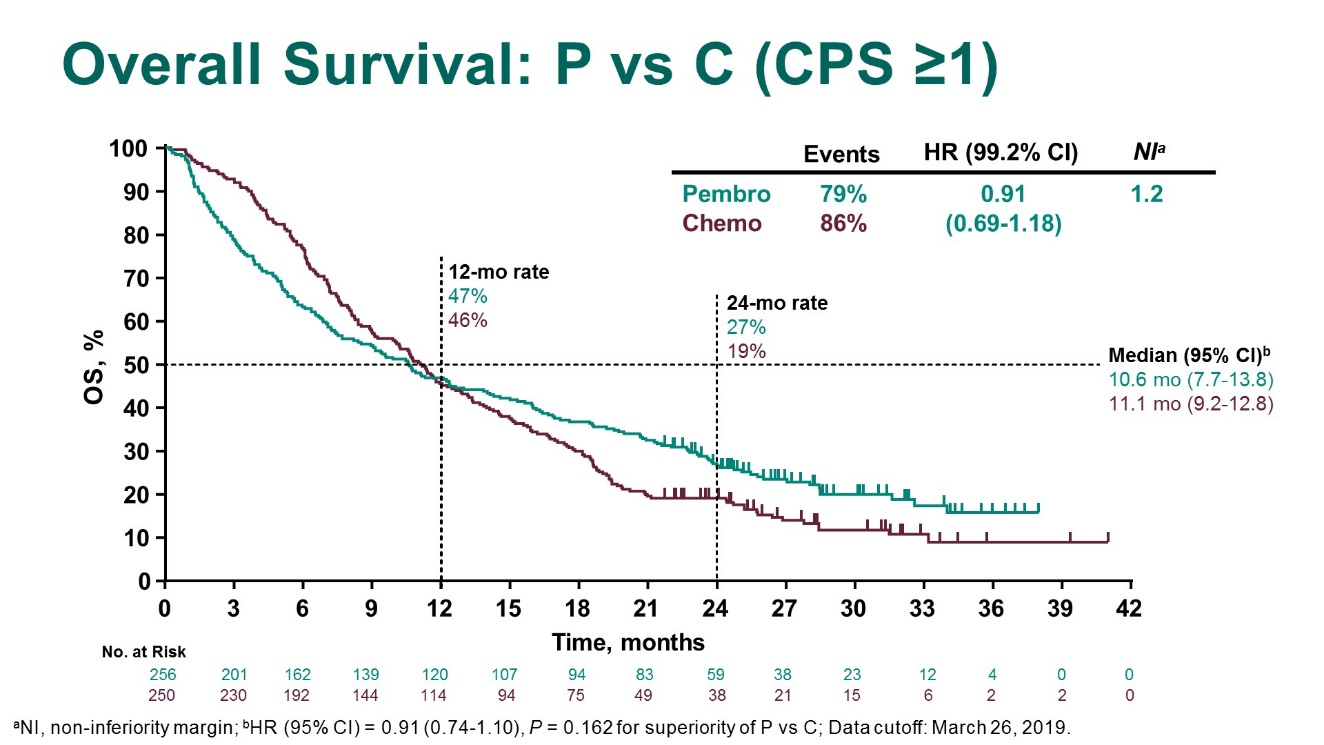 Overall Survival: P vs C (CPS ≥1)
Events HR (99.2% CI) NIᵃ
Pembro 79% 0.91 1.2
Chemo 86% (0.69-1.18)
OS, %
100
90
80
70
60
50
40
30
20
10
0
12-mo rate
47%
46%
24-mo rate
27%
19%
Median (95% CI)ᵇ
10.6 mo (7.7-13.8)
11.1 mo (9.2-12.8)
0 3 6 9 12 15 18 21 24 27 30 33 36 39 42
Time, months
No. at Risk
256 201 162 139 120 107 94 83 59 38 23 12 4 0 0
250 230 192 144 114 94 75 49 38 21 15 6 2 2 0
ᵃNI, non-inferiority margin; ᵇHR (95% CI) = 0.91 (0.74-1.10), P = 0.162 for superiority of P vs C; Data cutoff: March 26, 2019.